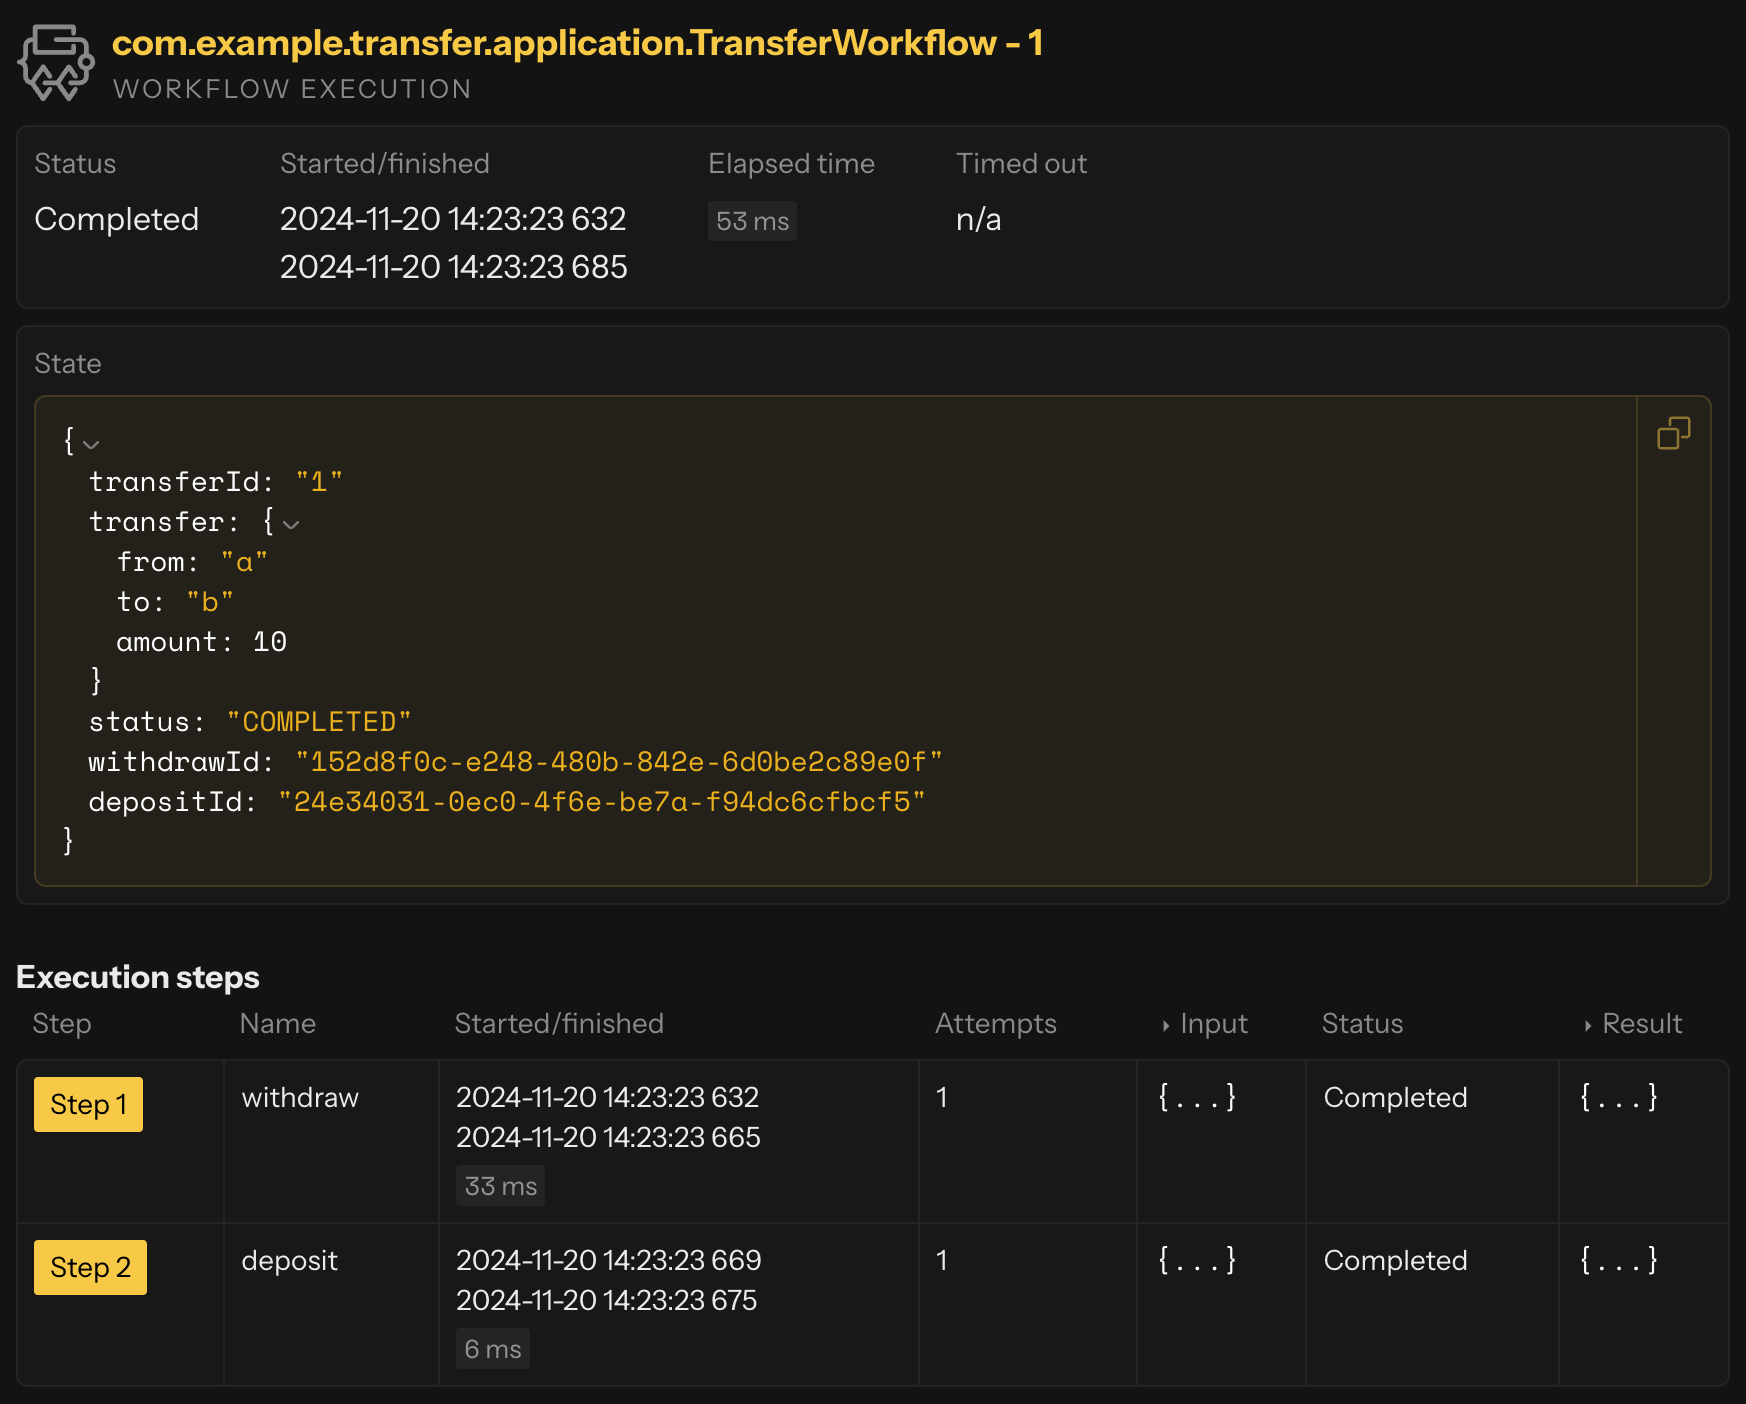 com.example.transfer.application.TransferWorkflow - 1
WORKFLOW EXECUTION
Status Started/finished Elapsed time Timed out
Completed 2024-11-20 14:23:23 632 53 ms n/a
2024-11-20 14:23:23 685
State
{
transferId: "1"
transfer: {
from: "a"
to: "b"
amount: 10
}
status: "COMPLETED"
withdrawId: "152d8f0c-e248-480b-842e-6d0be2c89e0f"
depositId: "24e34031-0ec0-4f6e-be7a-f94dc6cfbcf5"
}
Execution steps
Step Name Started/finished Attempts Input Status Result
Step 1 withdraw 2024-11-20 14:23:23 632 1 {...} Completed {...}
2024-11-20 14:23:23 665
33 ms
Step 2 deposit 2024-11-20 14:23:23 669 1 {...} Completed {...}
2024-11-20 14:23:23 675
6 ms